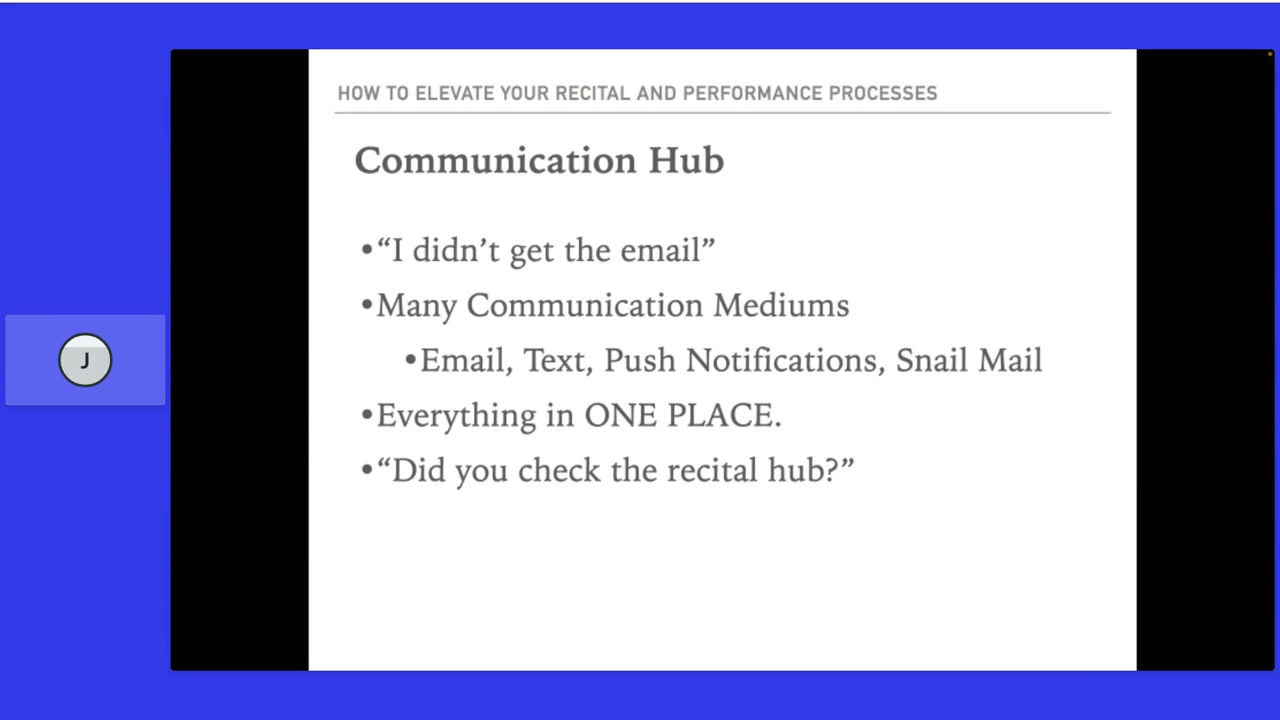 HOW TO ELEVATE YOUR RECITAL AND PERFORMANCE PROCESSES
Communication Hub
•“I didn’t get the email”
•Many Communication Mediums
•Email, Text, Push Notifications, Snail Mail
•Everything in ONE PLACE.
•“Did you check the recital hub?”
J